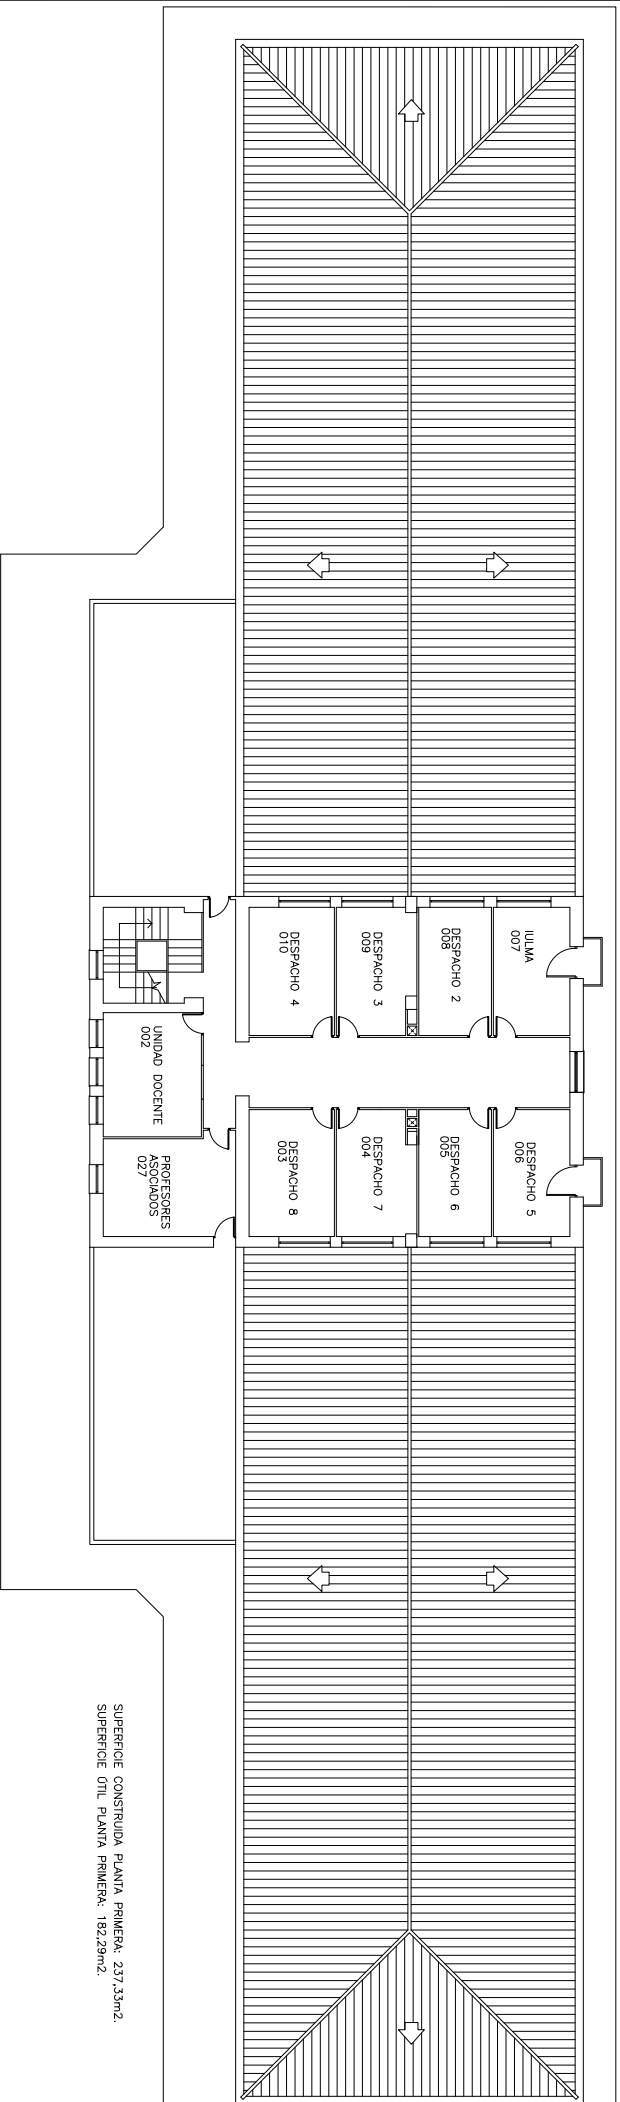 IULMA
007
DESPACHO 2
008
DESPACHO 3
009
DESPACHO 4
010
DESPACHO 5
006
DESPACHO 6
005
DESPACHO 7
004
DESPACHO 8
003
UNIDAD DOCENTE
002
PROFESORES
ASOCIADOS
027
SUPERFICIE CONSTRUIDA PLANTA PRIMERA: 237,33m2.
SUPERFICIE ÚTIL PLANTA PRIMERA: 182,29m2.